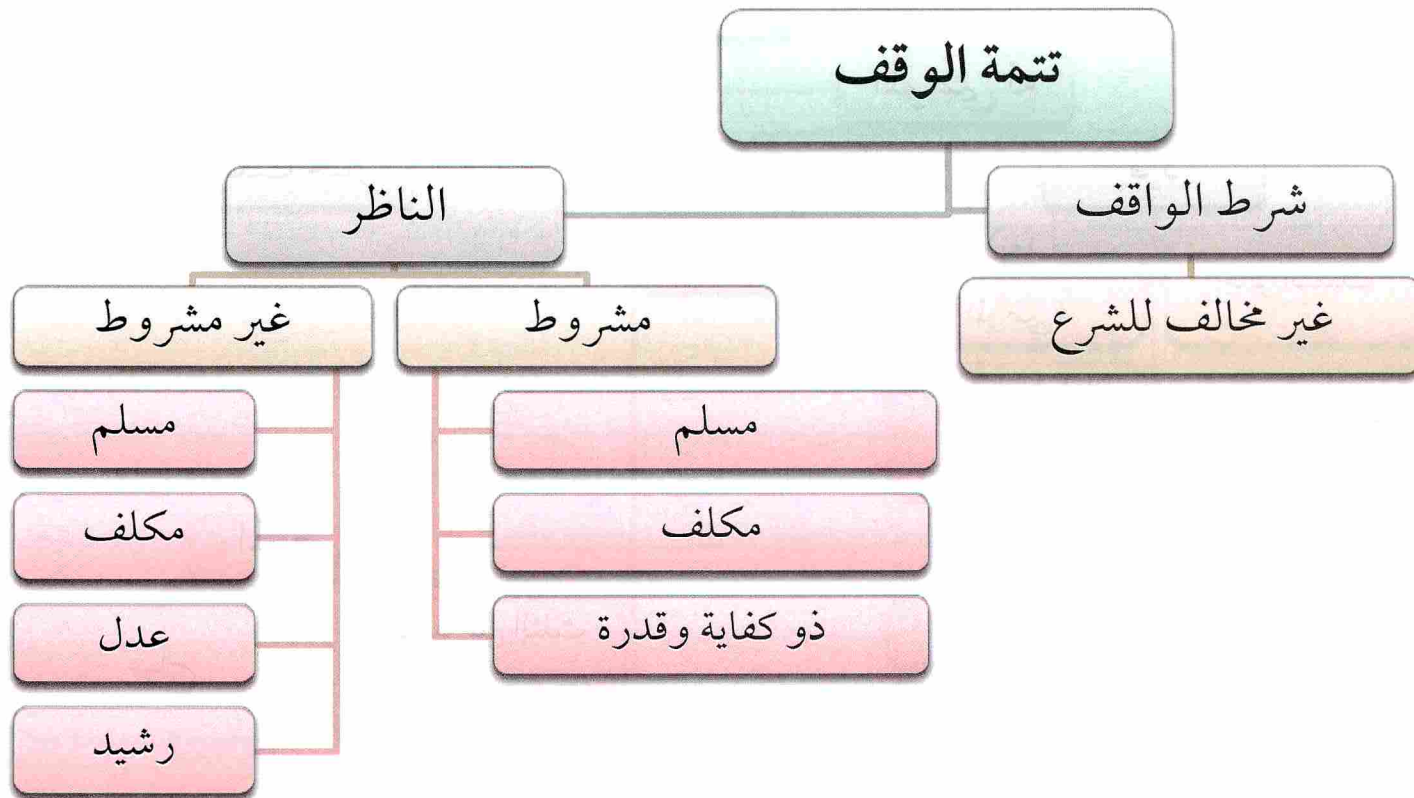 تتمة الوقف
شرط الواقف
غير مخالف للشرع
الناظر
مشروط
مسلم
مكلف
ذو كفاية وقدرة
غير مشروط
مسلم
مكلف
عدل
رشيد